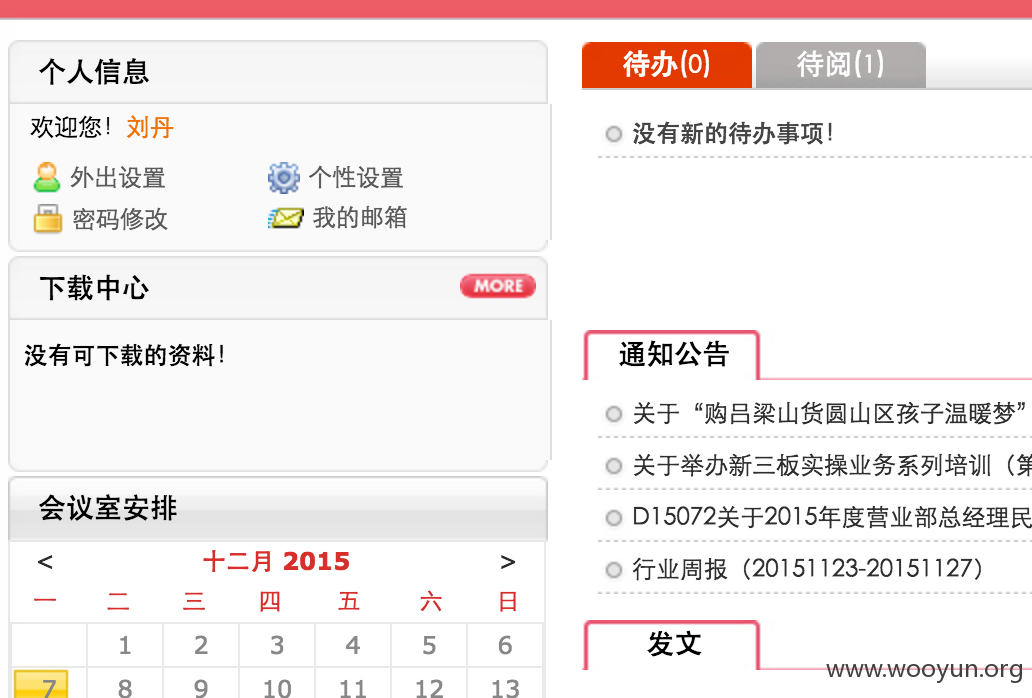 个人信息
欢迎您！刘丹
外出设置 个性设置
密码修改 我的邮箱
下载中心 MORE
没有可下载的资料！
会议室安排
< 十二月 2015 >
一 二 三 四 五 六 日
1 2 3 4 5 6
7 8 9 10 11 12 13
待办(0) 待阅(1)
没有新的待办事项！
通知公告
关于“购吕梁山货圆山区孩子温暖梦”
关于举办新三板实操业务系列培训（第
D15072关于2015年度营业部总经理民
行业周报（20151123-20151127）
发文
www.wooyun.org